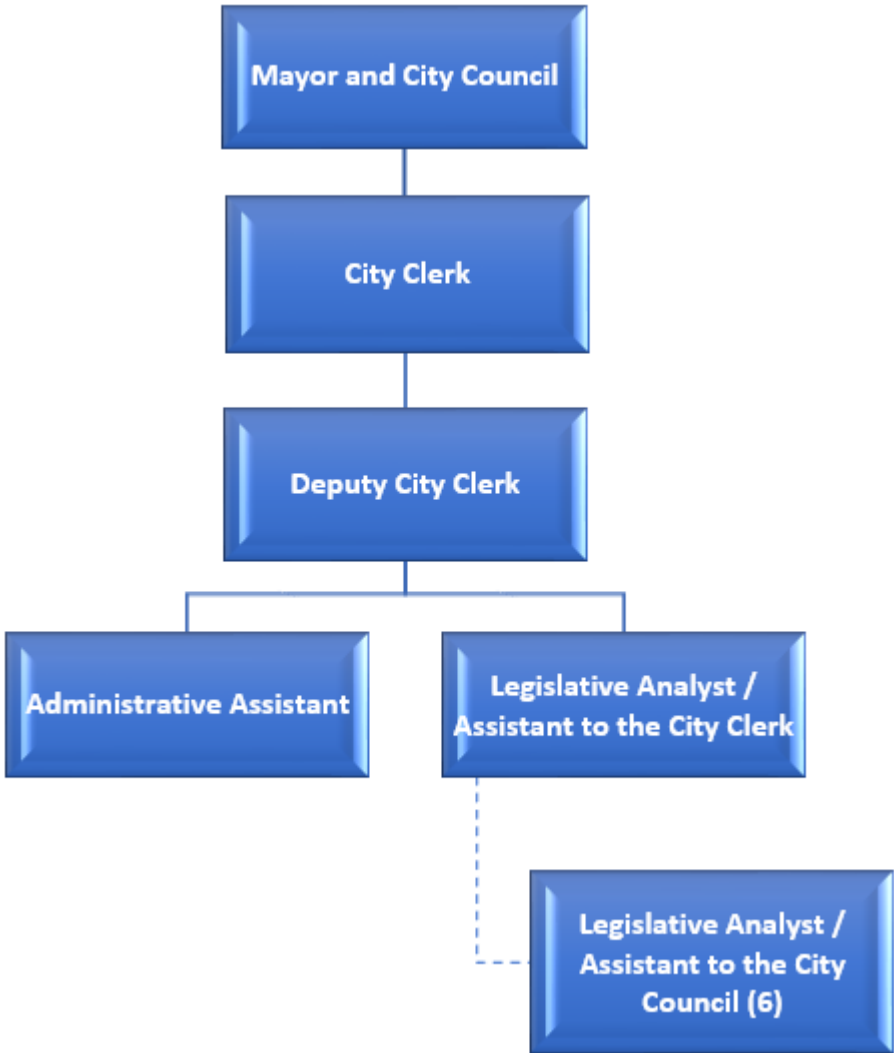 Mayor and City Council
City Clerk
Deputy City Clerk
Administrative Assistant
Legislative Analyst /
Assistant to the City Clerk
Legislative Analyst /
Assistant to the City
Council (6)